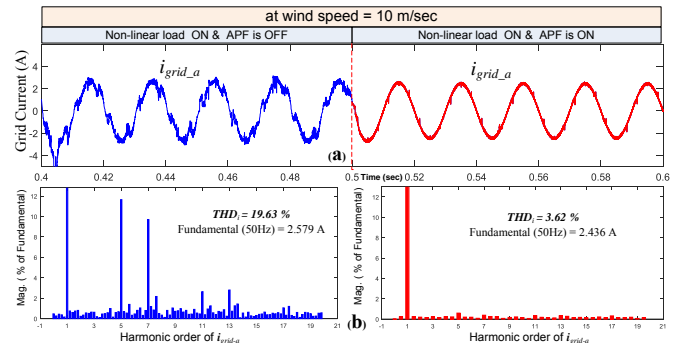 at wind speed = 10 m/sec
Non-linear load ON & APF is OFF
Non-linear load ON & APF is ON
Grid Current (A)
4
2
0
-2
-4
i_grid_a
i_grid_a
(a)
0.4 0.42 0.44 0.46 0.48 0.5 Time (sec) 0.52 0.54 0.56 0.58 0.6
Mag. ( % of Fundamental)
12
10
8
6
4
2
0
THD_i = 19.63 %
Fundamental (50Hz) = 2.579 A
-1 1 3 5 7 9 11 13 15 17 19 21
Harmonic order of i_grid-a
(b)
Mag. ( % of Fundamental)
12
10
8
6
4
2
0
THD_i = 3.62 %
Fundamental (50Hz) = 2.436 A
-1 1 3 5 7 9 11 13 15 17 19 21
Harmonic order of i_grid-a